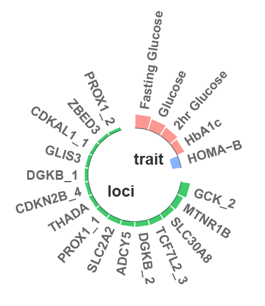 Fasting Glucose
Glucose
2hr Glucose
HbA1c
HOMA−B
GCK_2
MTNR1B
SLC30A8
TCF7L2_3
DGKB_2
ADCY5
SLC2A2
PROX1_1
THADA
CDKN2B_4
DGKB_1
GLIS3
CDKAL1_1
ZBED3
PROX1_2
trait
loci